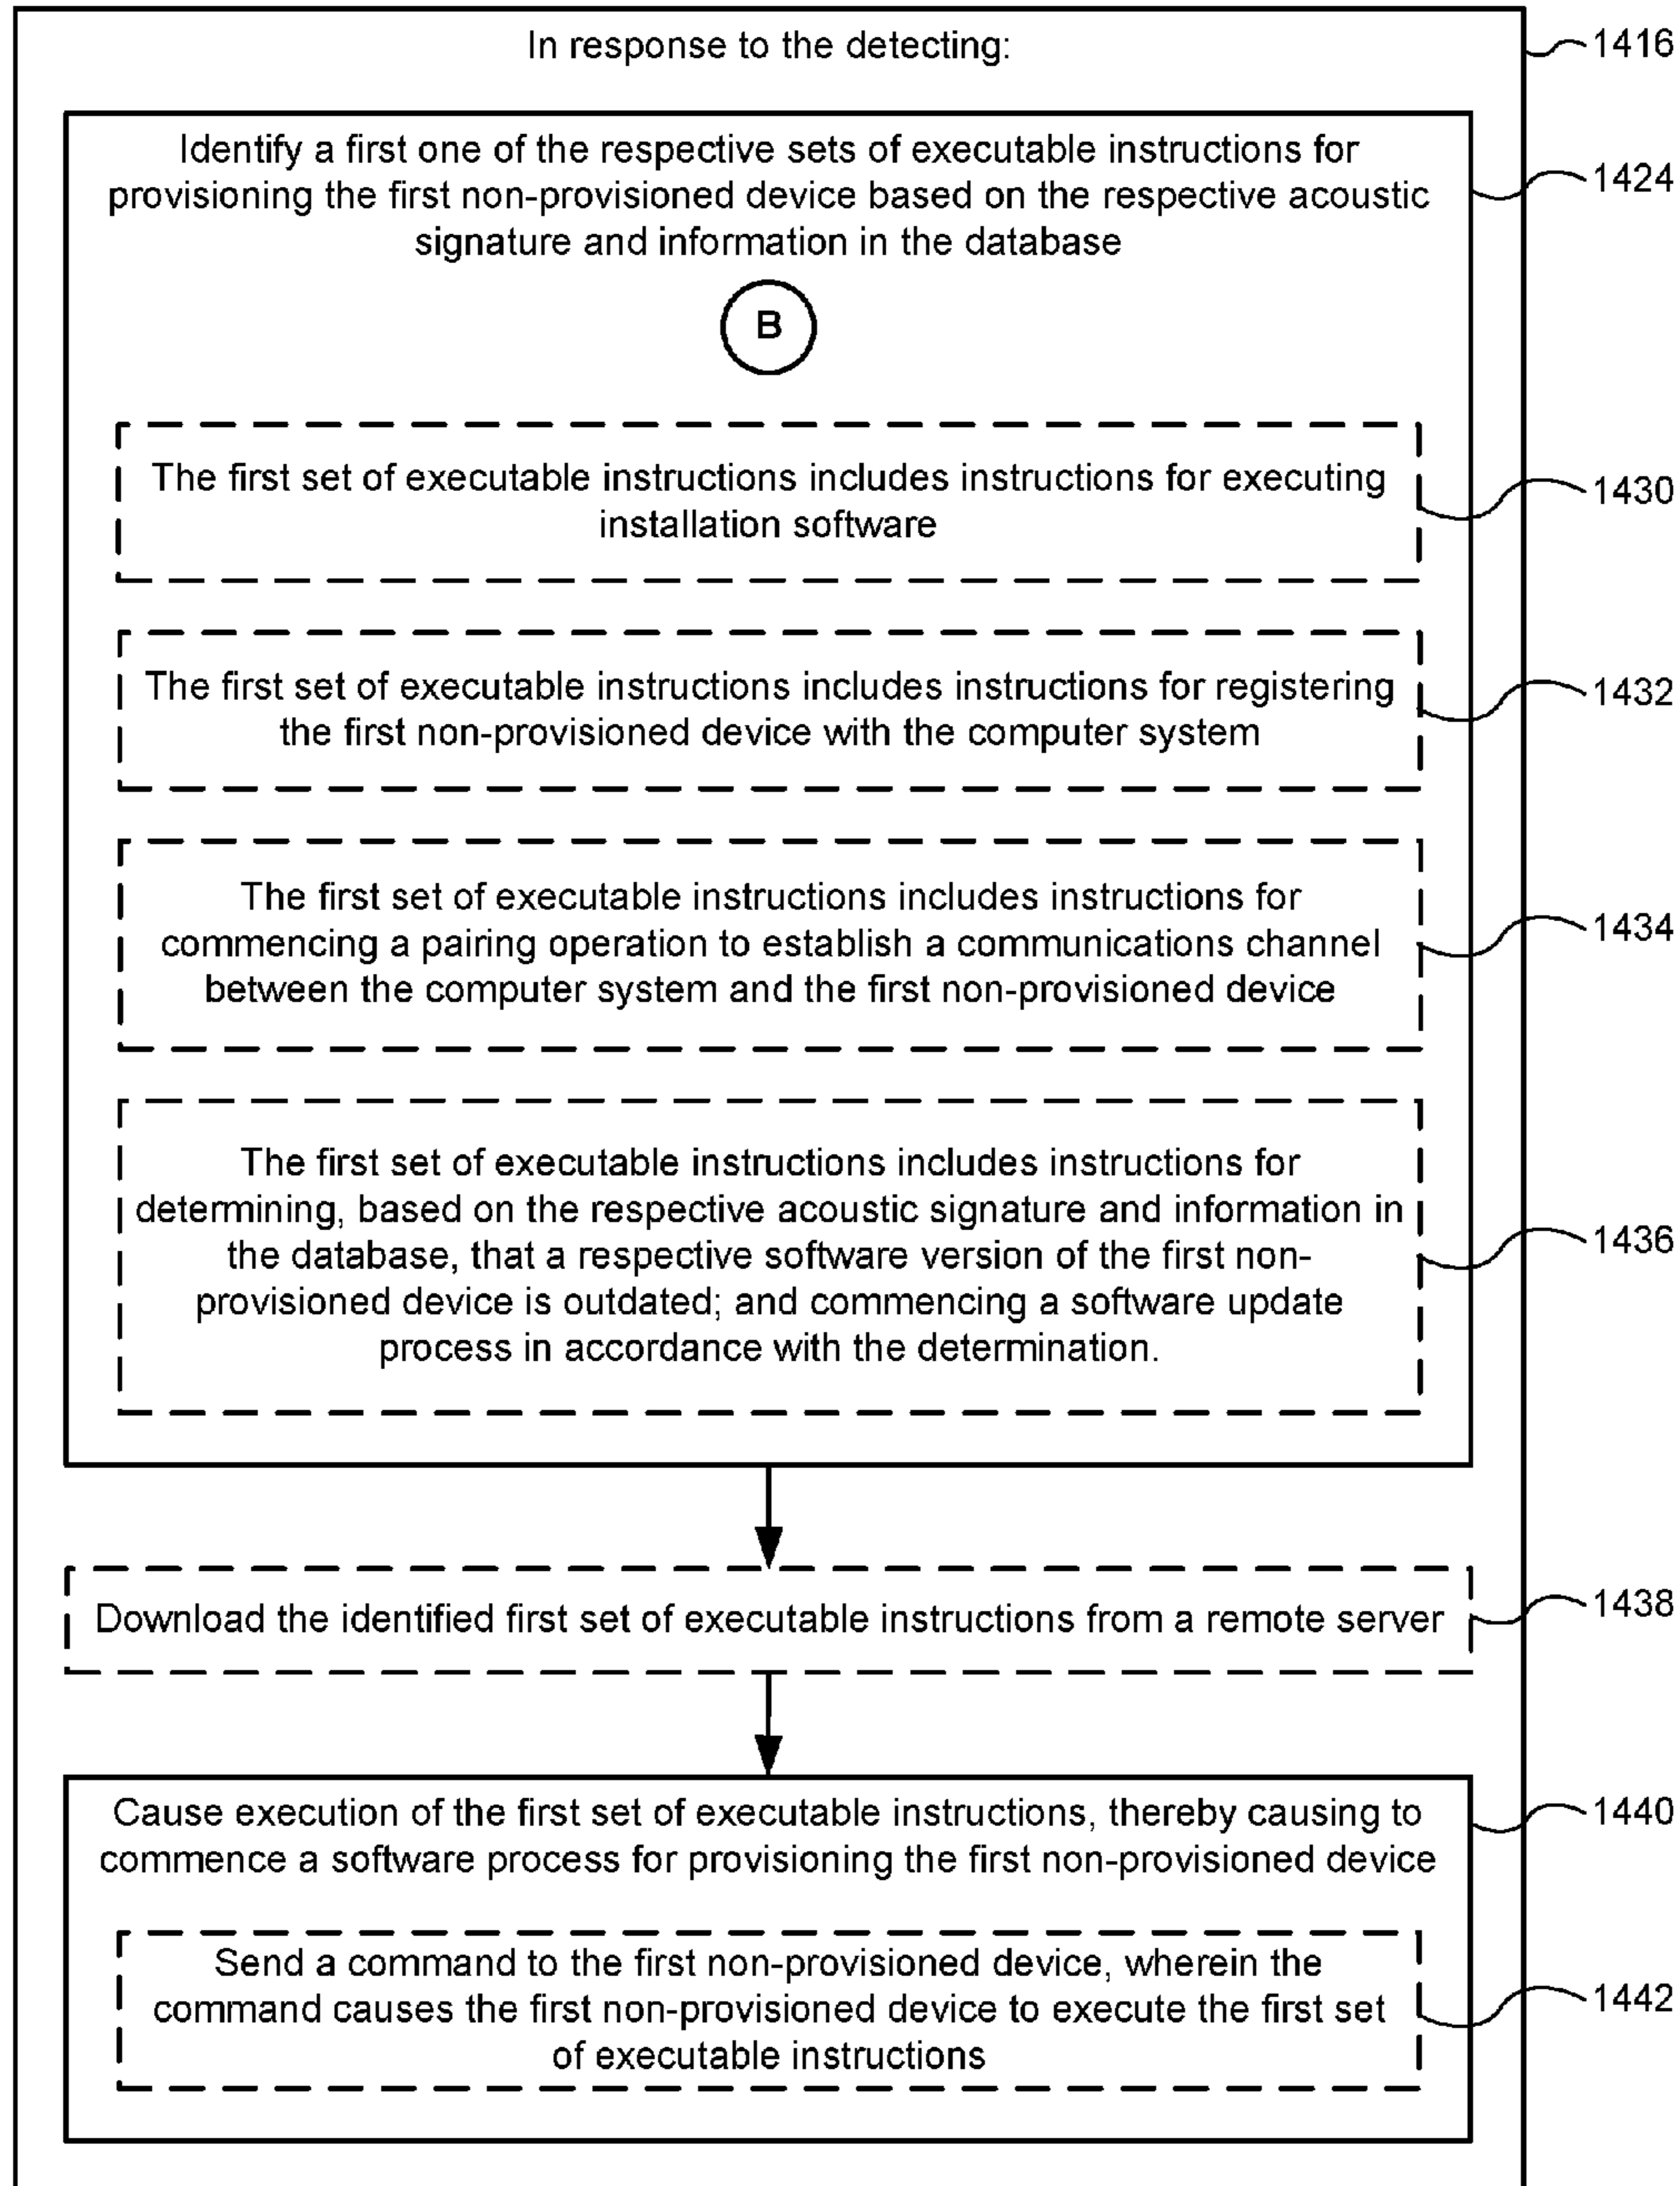 In response to the detecting:
1416
Identify a first one of the respective sets of executable instructions for
provisioning the first non-provisioned device based on the respective acoustic
signature and information in the database
1424
B
The first set of executable instructions includes instructions for executing
installation software
1430
The first set of executable instructions includes instructions for registering
the first non-provisioned device with the computer system
1432
The first set of executable instructions includes instructions for
commencing a pairing operation to establish a communications channel
between the computer system and the first non-provisioned device
1434
The first set of executable instructions includes instructions for
determining, based on the respective acoustic signature and information in
the database, that a respective software version of the first non-
provisioned device is outdated; and commencing a software update
process in accordance with the determination.
1436
Download the identified first set of executable instructions from a remote server
1438
Cause execution of the first set of executable instructions, thereby causing to
commence a software process for provisioning the first non-provisioned device
1440
Send a command to the first non-provisioned device, wherein the
command causes the first non-provisioned device to execute the first set
of executable instructions
1442